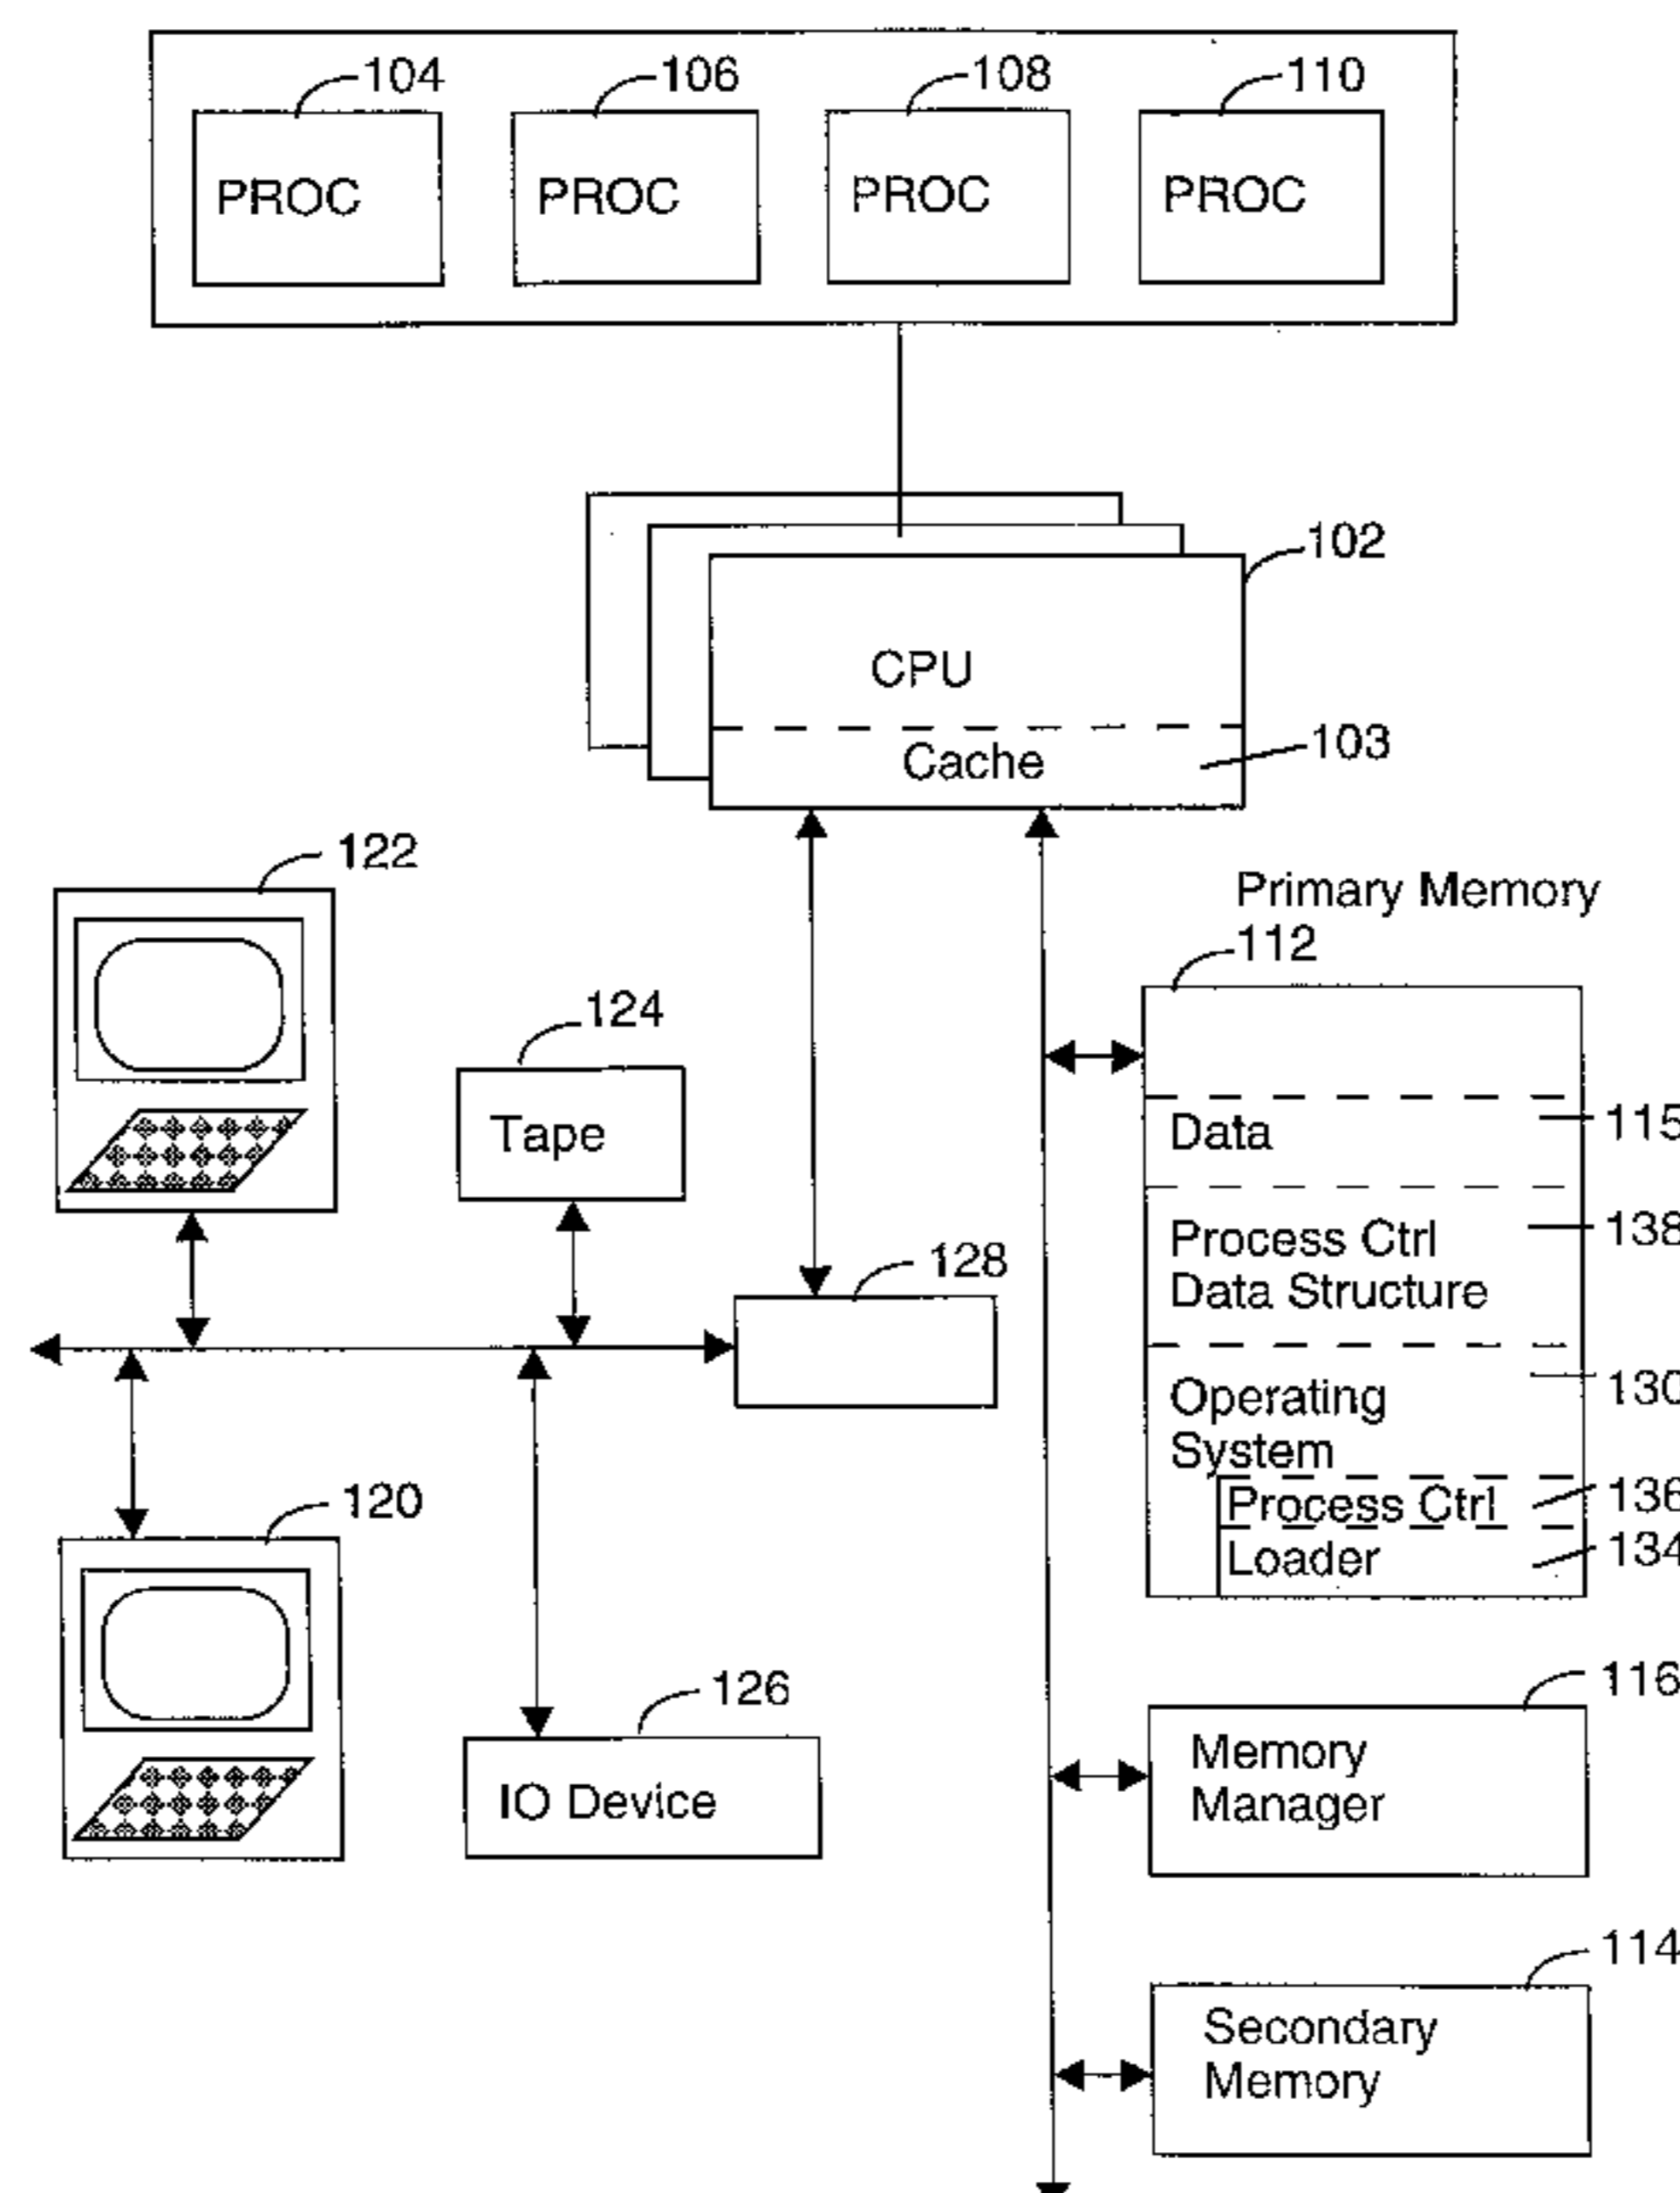 104 106 108 110
PROC PROC PROC PROC
102
CPU
103
Cache
122
Primary Memory
112
124
Tape
Data 115
128
Process Ctrl 138
Data Structure
Operating 130
System
Process Ctrl 136
Loader 134
120
126
IO Device
116
Memory
Manager
114
Secondary
Memory